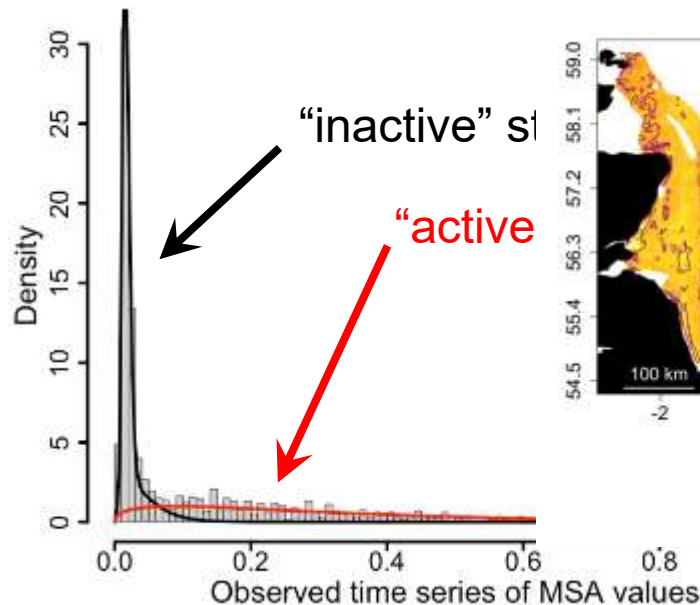 30
25
20
15
10
5
0
Density
"inactive" st
"active
0.0 0.2 0.4 0.6 0.8
Observed time series of MSA values
59.0
58.1
57.2
56.3
55.4
54.5
100 km
-2